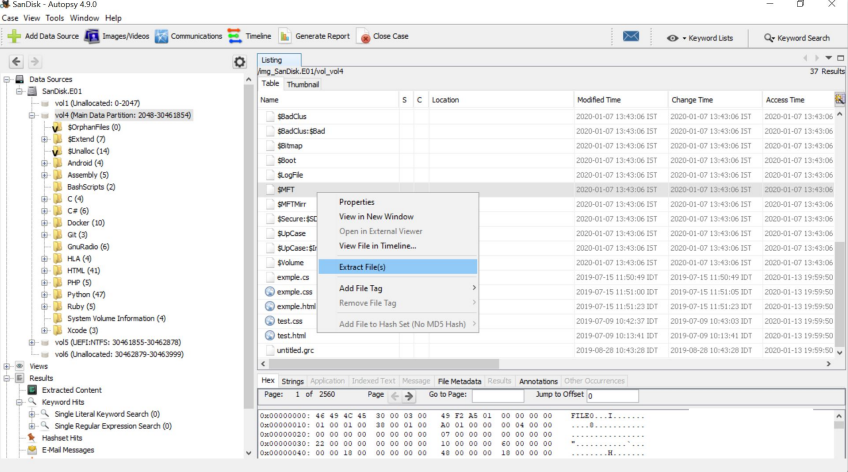 SanDisk - Autopsy 4.9.0
Case View Tools Window Help
Add Data Source Images/Videos Communications Timeline Generate Report Close Case Keyword Lists Keyword Search
Data Sources
SanDisk.E01
vol1 (Unallocated: 0-2047)
vol4 (Main Data Partition: 2048-30461854)
$OrphanFiles (0)
$Extend (7)
$Unalloc (14)
Android (4)
Assembly (5)
BashScripts (2)
C (4)
C# (6)
Docker (10)
Git (3)
GnuRadio (6)
HLA (4)
HTML (41)
PHP (5)
Python (47)
Ruby (5)
System Volume Information (4)
Xcode (3)
vol5 (UEFI:NTFS: 30461855-30462878)
vol6 (Unallocated: 30462879-30463999)
Views
Results
Extracted Content
Keyword Hits
Single Literal Keyword Search (0)
Single Regular Expression Search (0)
Hashset Hits
E-Mail Messages
Listing
/img_SanDisk.E01/vol_vol4 37 Results
Table Thumbnail
Name S C Location Modified Time Change Time Access Time
$BadClus 2020-01-07 13:43:06 IST 2020-01-07 13:43:06 IST 2020-01-07 13:43:06
$BadClus:$Bad 2020-01-07 13:43:06 IST 2020-01-07 13:43:06 IST 2020-01-07 13:43:06
$Bitmap 2020-01-07 13:43:06 IST 2020-01-07 13:43:06 IST 2020-01-07 13:43:06
$Boot 2020-01-07 13:43:06 IST 2020-01-07 13:43:06 IST 2020-01-07 13:43:06
$LogFile 2020-01-07 13:43:06 IST 2020-01-07 13:43:06 IST 2020-01-07 13:43:06
$MFT 2020-01-07 13:43:06 IST 2020-01-07 13:43:06 IST 2020-01-07 13:43:06
$MFTMirr 2020-01-07 13:43:06 IST 2020-01-07 13:43:06 IST 2020-01-07 13:43:06
$Secure:$SD 2020-01-07 13:43:06 IST 2020-01-07 13:43:06 IST 2020-01-07 13:43:06
$UpCase 2020-01-07 13:43:06 IST 2020-01-07 13:43:06 IST 2020-01-07 13:43:06
$UpCase:$In 2020-01-07 13:43:06 IST 2020-01-07 13:43:06 IST 2020-01-07 13:43:06
$Volume 2020-01-07 13:43:06 IST 2020-01-07 13:43:06 IST 2020-01-07 13:43:06
exmple.cs 2019-07-15 11:50:49 IDT 2019-07-15 11:50:49 IDT 2020-01-13 19:59:50
exmple.css 2019-07-15 11:51:00 IDT 2019-07-15 11:51:05 IDT 2020-01-13 19:59:50
exmple.html 2019-07-15 11:51:23 IDT 2019-07-15 11:51:23 IDT 2020-01-13 19:59:50
test.css 2019-07-09 10:42:37 IDT 2019-07-09 10:43:03 IDT 2020-01-13 19:59:50
test.html 2019-07-09 10:13:41 IDT 2019-07-09 10:13:41 IDT 2020-01-13 19:59:50
untitled.grc 2019-08-28 10:43:28 IDT 2019-08-28 10:43:28 IDT 2020-01-13 19:59:50
Properties
View in New Window
Open in External Viewer
View File in Timeline...
Extract File(s)
Add File Tag
Remove File Tag
Add File to Hash Set (No MD5 Hash)
Hex Strings Application Indexed Text Message File Metadata Results Annotations Other Occurrences
Page: 1 of 2560 Page Go to Page: Jump to Offset 0
0x00000000: 46 49 4C 45 30 00 03 00 49 F2 A5 01 00 00 00 00 FILE0...I.......
0x00000010: 01 00 01 00 38 00 01 00 A0 01 00 00 00 04 00 00 ....8...........
0x00000020: 00 00 00 00 00 00 00 00 07 00 00 00 00 00 00 00 ................
0x00000030: 22 00 00 00 00 00 00 00 10 00 00 00 60 00 00 00 "...........`...
0x00000040: 00 00 18 00 00 00 00 00 48 00 00 00 18 00 00 00 ........H.......